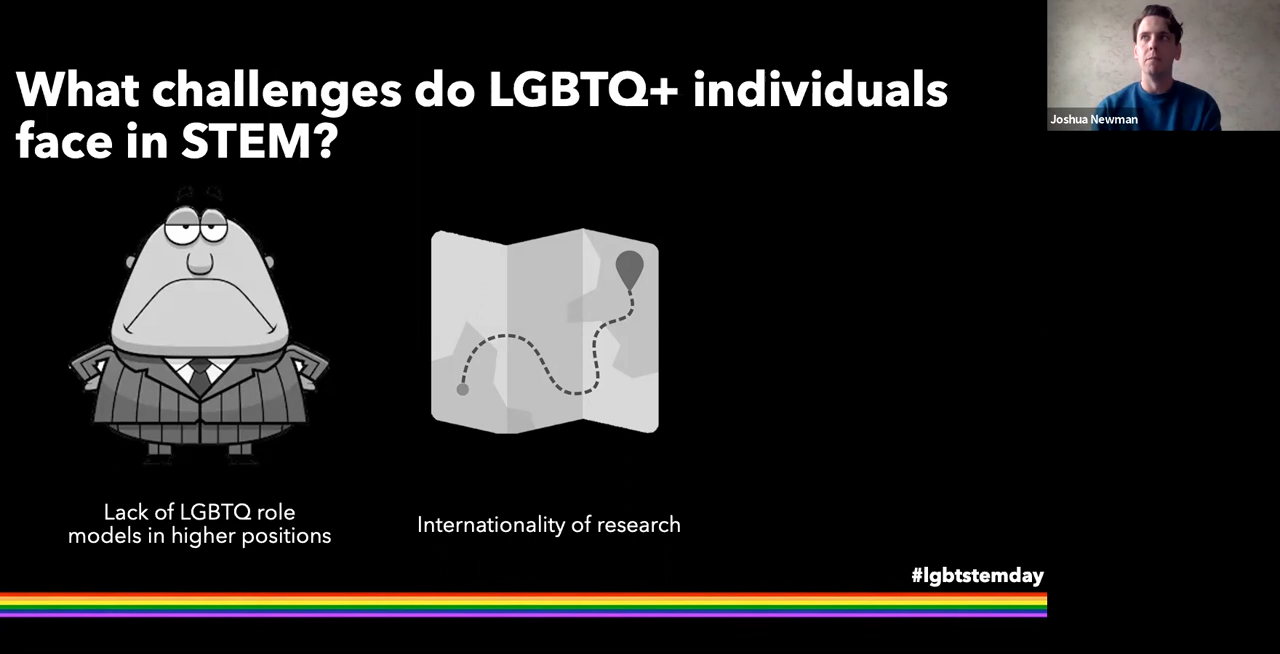 What challenges do LGBTQ+ individuals
face in STEM?
Joshua Newman
Lack of LGBTQ role
models in higher positions
Internationality of research
#lgbtstemday